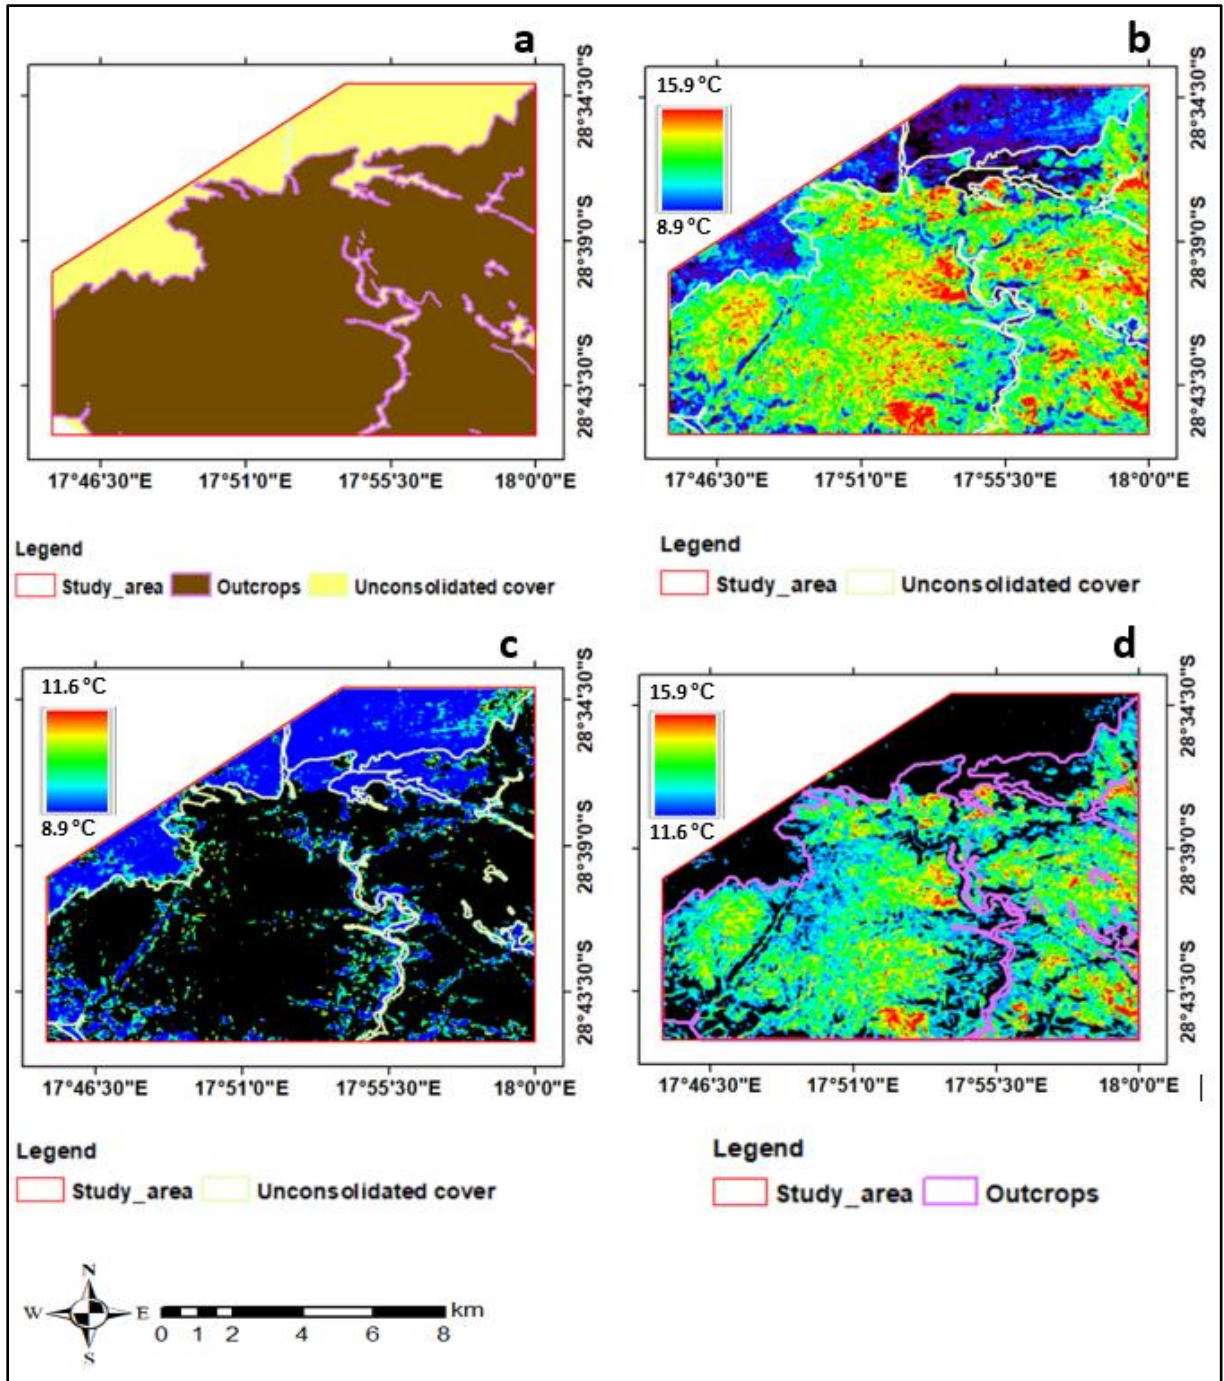 a
28°34'30"S
28°39'0"S
28°43'30"S
17°46'30"E 17°51'0"E 17°55'30"E 18°0'0"E
Legend
Study_area Outcrops Unconsolidated cover
b
15.9 °C
8.9 °C
28°34'30"S
28°39'0"S
28°43'30"S
17°46'30"E 17°51'0"E 17°55'30"E 18°0'0"E
Legend
Study_area Unconsolidated cover
c
11.6 °C
8.9 °C
28°34'30"S
28°39'0"S
28°43'30"S
17°46'30"E 17°51'0"E 17°55'30"E 18°0'0"E
Legend
Study_area Unconsolidated cover
d
15.9 °C
11.6 °C
28°34'30"S
28°39'0"S
28°43'30"S
17°46'30"E 17°51'0"E 17°55'30"E 18°0'0"E
Legend
Study_area Outcrops
N
W E
S
km
0 1 2 4 6 8